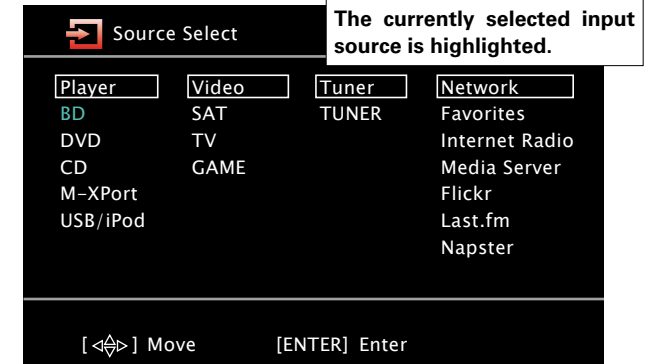 Source Select
The currently selected input
source is highlighted.
Player
BD
DVD
CD
M-XPort
USB/iPod
Video
SAT
TV
GAME
Tuner
TUNER
Network
Favorites
Internet Radio
Media Server
Flickr
Last.fm
Napster
[◁△▽▷] Move
[ENTER] Enter